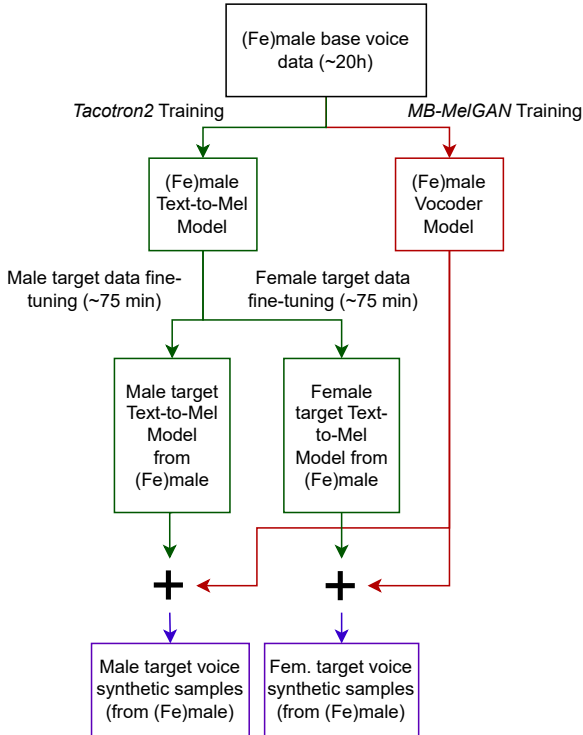 (Fe)male base voice
data (~20h)
Tacotron2 Training
MB-MelGAN Training
(Fe)male
Text-to-Mel
Model
(Fe)male
Vocoder
Model
Male target data fine-
tuning (~75 min)
Female target data
fine-tuning (~75 min)
Male target
Text-to-Mel
Model
from
(Fe)male
Female
target Text-
to-Mel
Model from
(Fe)male
+
+
Male target voice
synthetic samples
(from (Fe)male)
Fem. target voice
synthetic samples
(from (Fe)male)